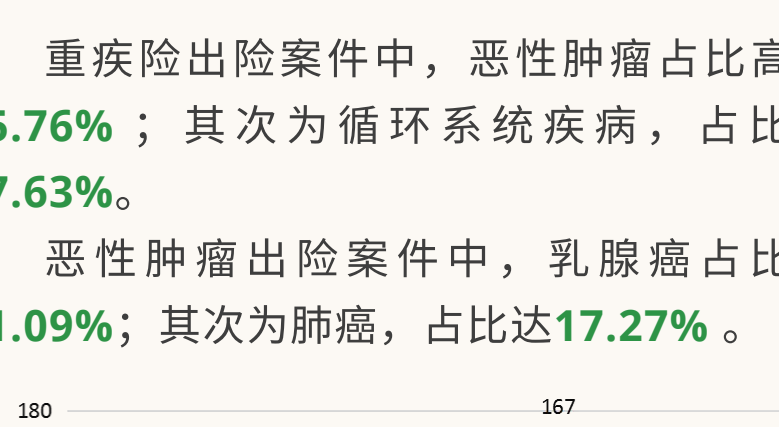 重疾险出险案件中，恶性肿瘤占比高
5.76% ；其次为循环系统疾病，占比
7.63%。
恶性肿瘤出险案件中，乳腺癌占比
1.09%；其次为肺癌，占比达17.27% 。
180 167